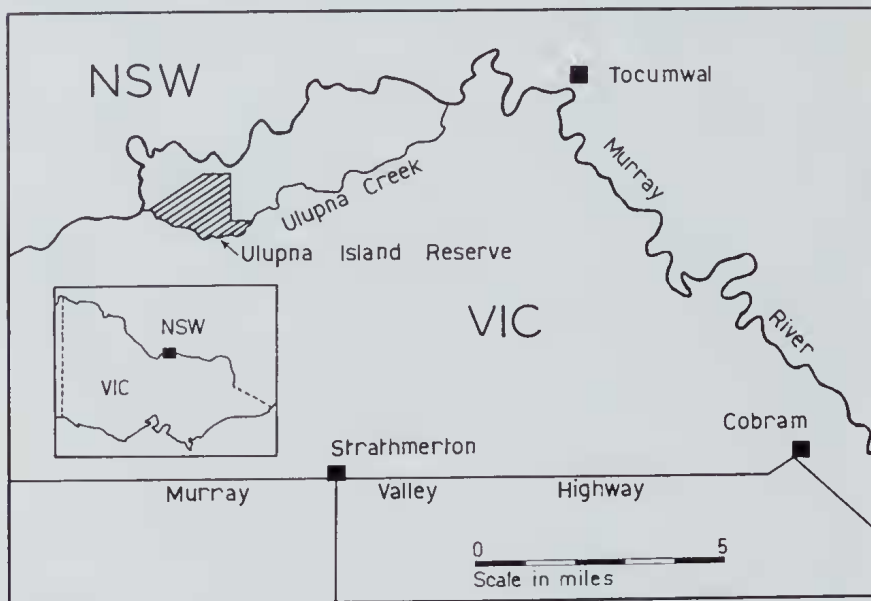 NSW
Tocumwal
Murray
River
Ulupna Creek
Ulupna Island Reserve
VIC
NSW
VIC
Strathmerton
Cobram
Murray Valley Highway
0 5
Scale in miles